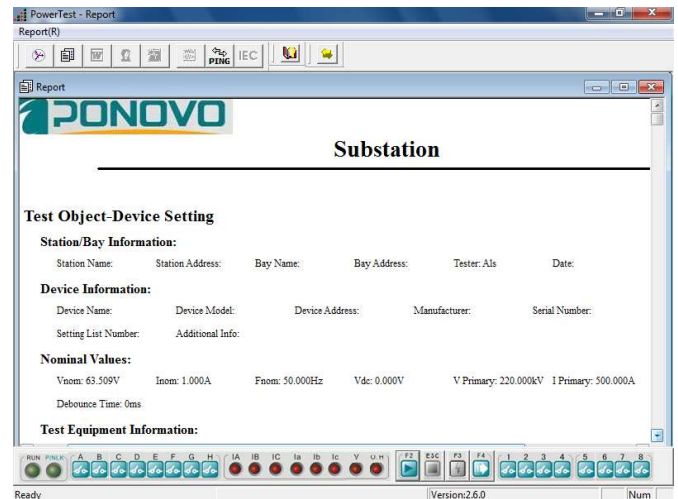 PowerTest - Report
Report(R)
PING IEC
Report
PONOVO
Substation
Test Object-Device Setting
Station/Bay Information:
Station Name: Station Address: Bay Name: Bay Address: Tester: Als Date:
Device Information:
Device Name: Device Model: Device Address: Manufacturer: Serial Number:
Setting List Number: Additional Info:
Nominal Values:
Vnom: 63.509V Inom: 1.000A Fnom: 50.000Hz Vdc: 0.000V V Primary: 220.000kV I Primary: 500.000A
Debounce Time: 0ms
Test Equipment Information:
RUN P/NLK A B C D E F G H IA IB IC Ia Ib Ic V O.H F2 ESC F3 F4 1 2 3 4 5 6 7 8
Ready Version:2.6.0 Num